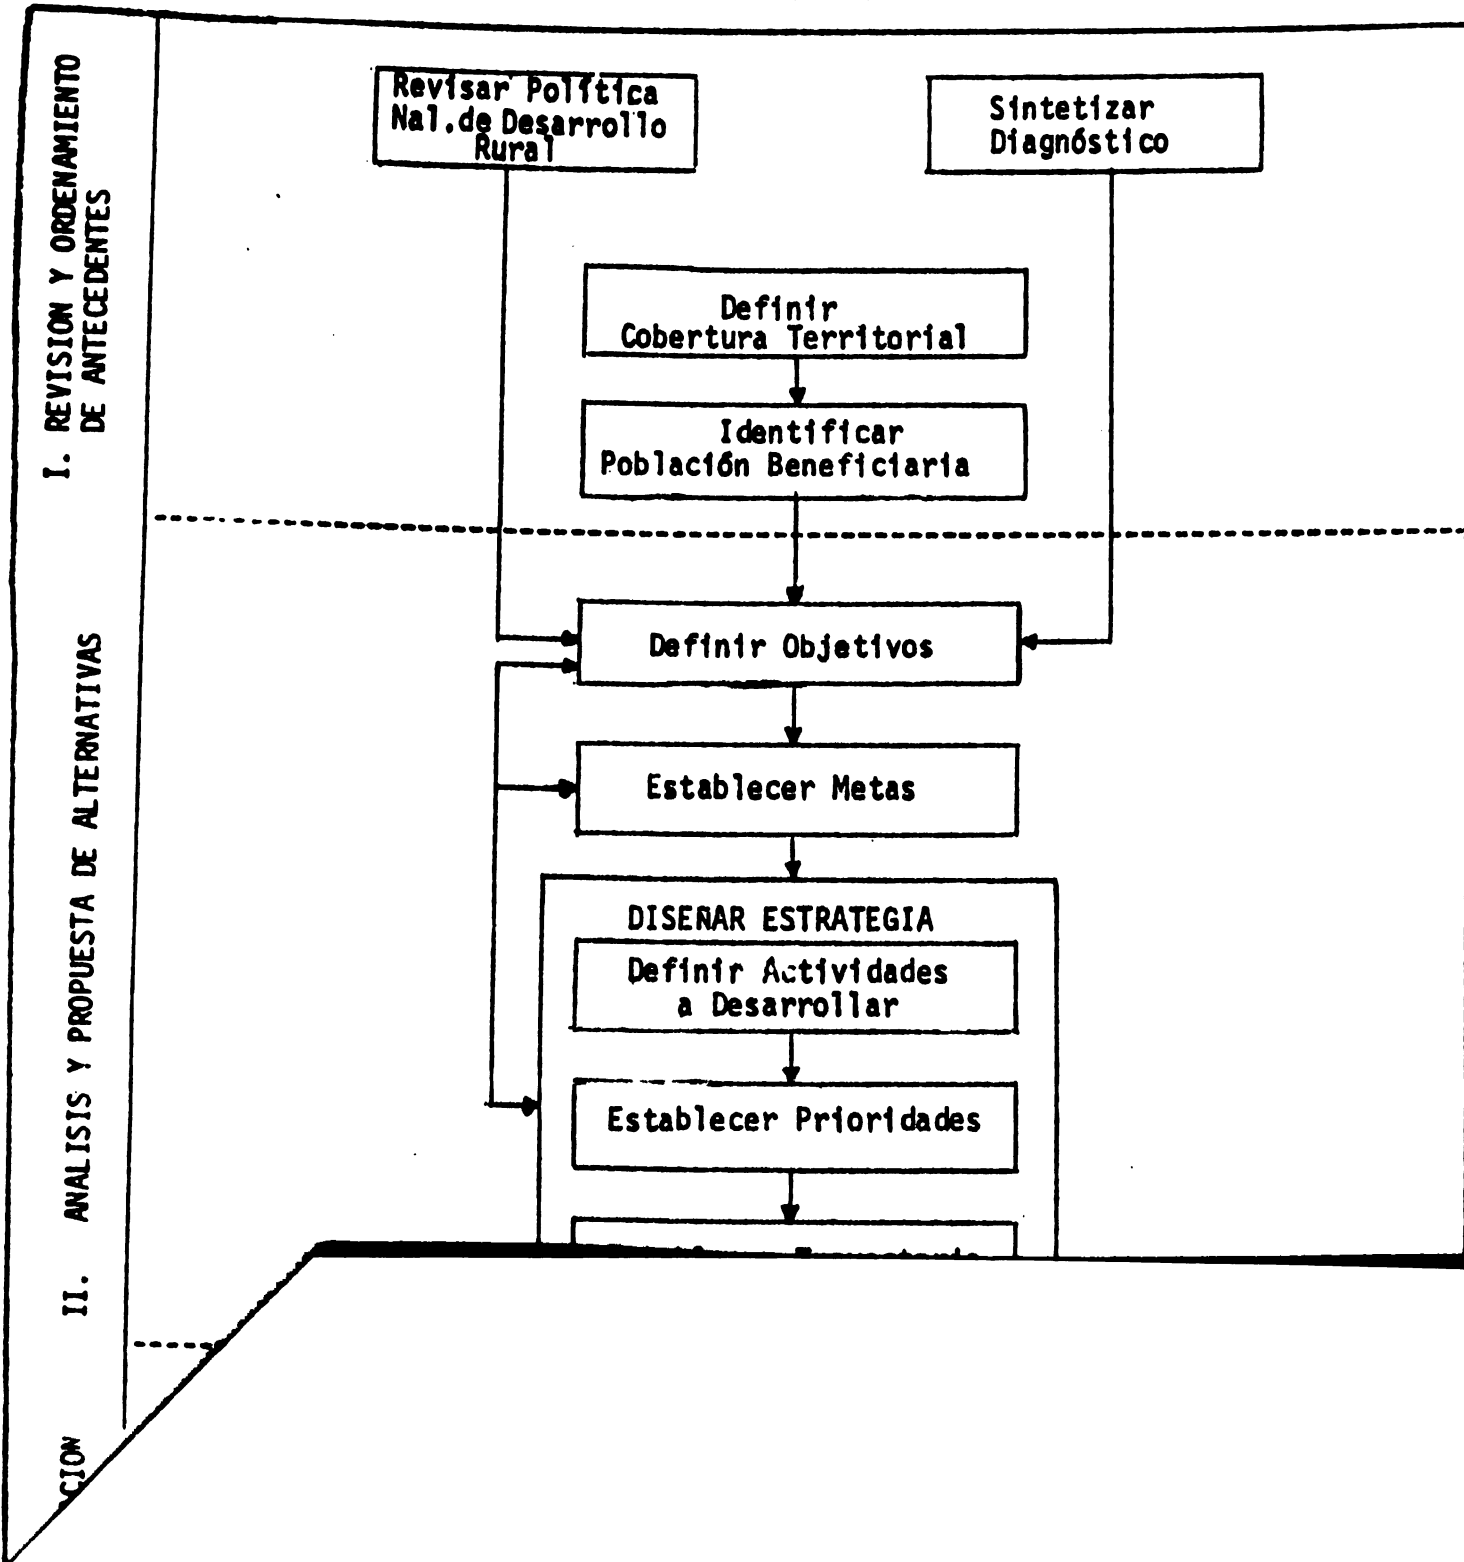 I. REVISION Y ORDENAMIENTO
DE ANTECEDENTES
Revisar Política
Nal.de Desarrollo
Rural
Sintetizar
Diagnóstico
Definir
Cobertura Territorial
Identificar
Población Beneficiaria
II. ANALISIS Y PROPUESTA DE ALTERNATIVAS
Definir Objetivos
Establecer Metas
DISEÑAR ESTRATEGIA
Definir Actividades
a Desarrollar
Establecer Prioridades
CION